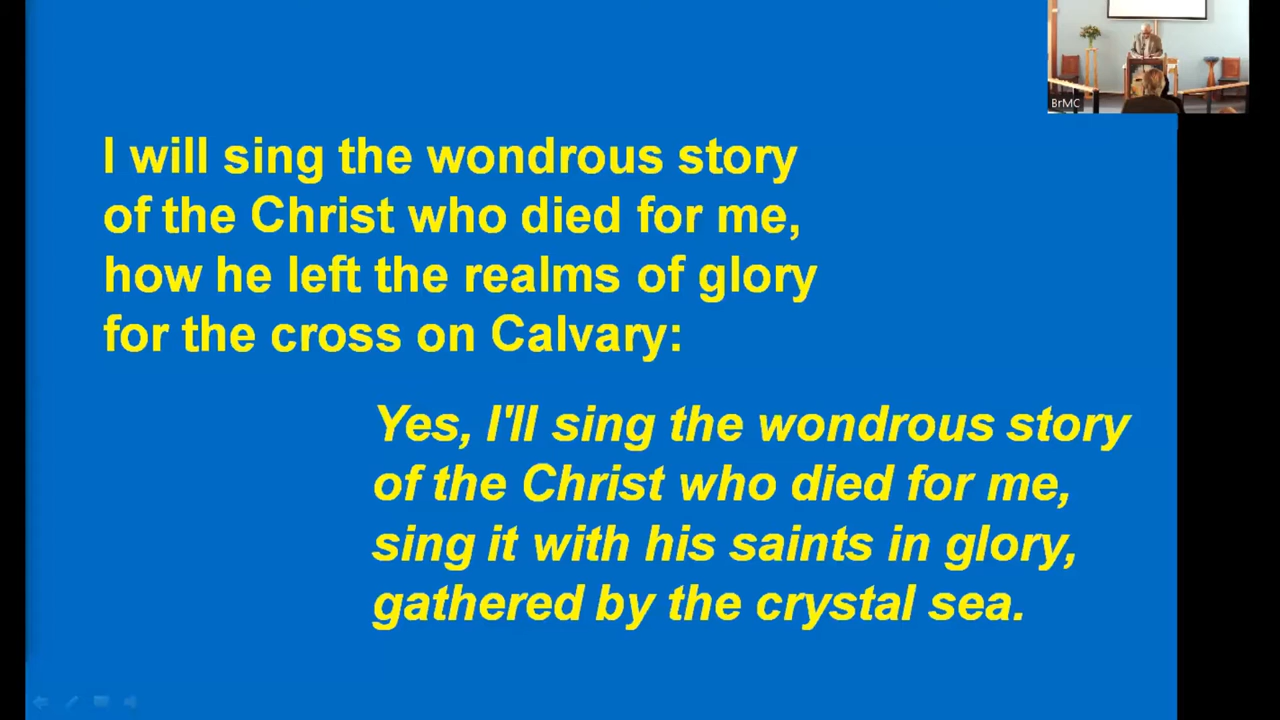 BrMC
I will sing the wondrous story
of the Christ who died for me,
how he left the realms of glory
for the cross on Calvary:
Yes, I'll sing the wondrous story
of the Christ who died for me,
sing it with his saints in glory,
gathered by the crystal sea.